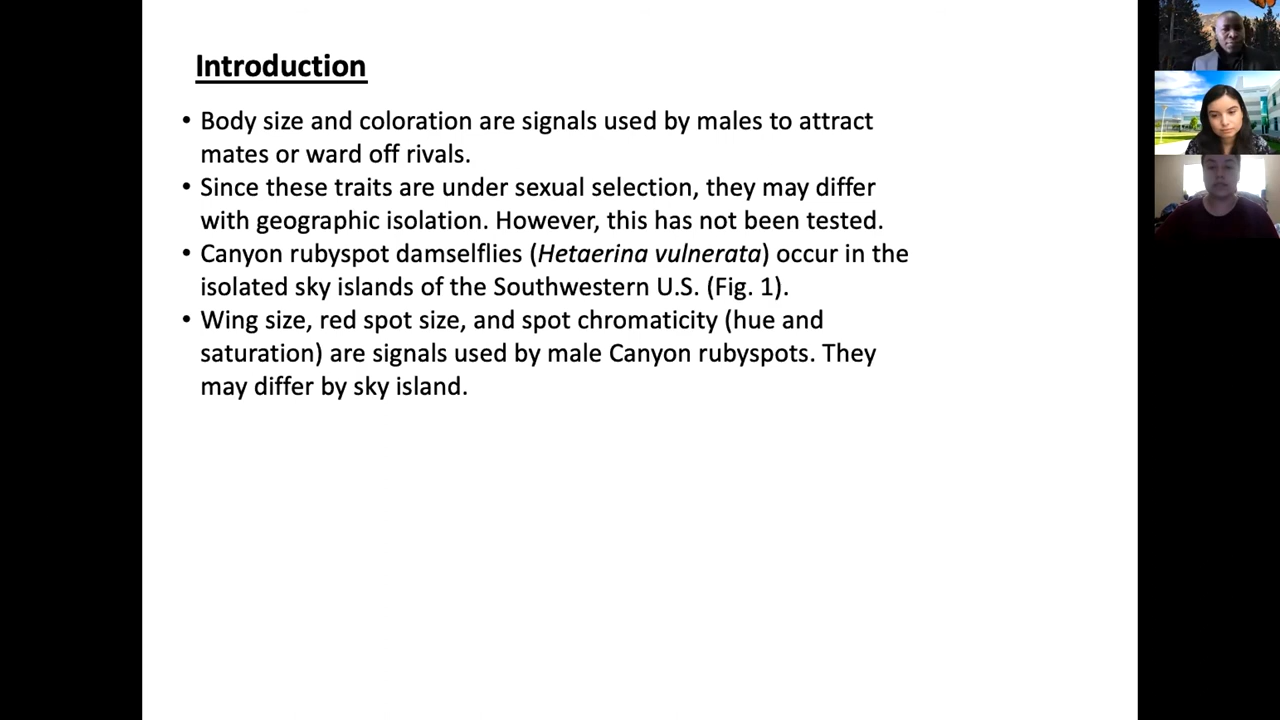 Introduction
• Body size and coloration are signals used by males to attract
mates or ward off rivals.
• Since these traits are under sexual selection, they may differ
with geographic isolation. However, this has not been tested.
• Canyon rubyspot damselflies (Hetaerina vulnerata) occur in the
isolated sky islands of the Southwestern U.S. (Fig. 1).
• Wing size, red spot size, and spot chromaticity (hue and
saturation) are signals used by male Canyon rubyspots. They
may differ by sky island.